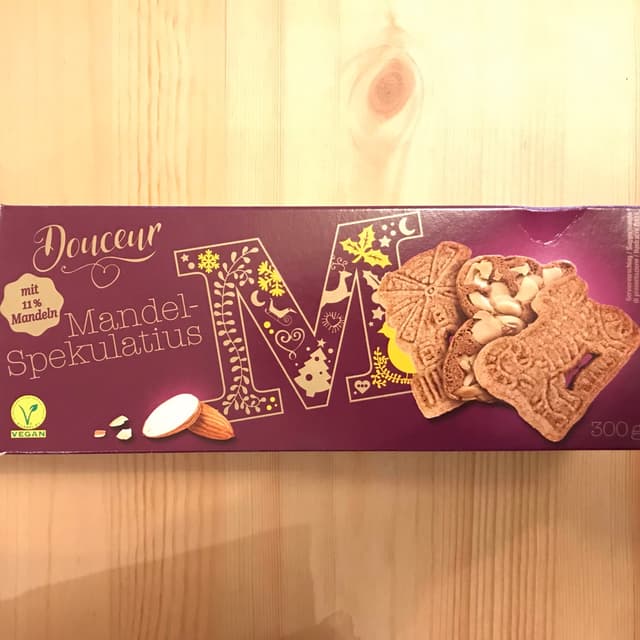 Douceur
mit
11%
Mandeln
Mandel-
Spekulatius
M
VEGAN
300 g